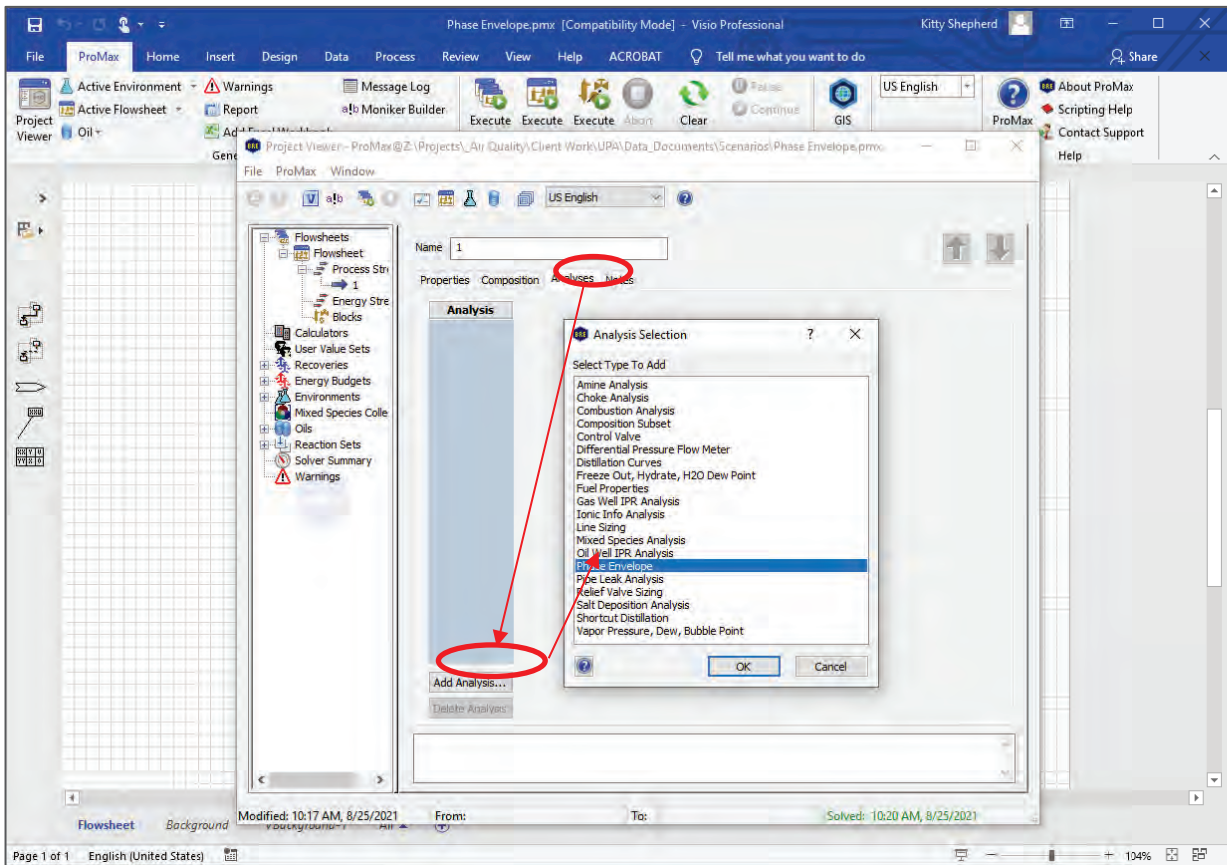 Phase Envelope.pmx [Compatibility Mode] - Visio Professional
Kitty Shepherd
File ProMax Home Insert Design Data Process Review View Help ACROBAT Tell me what you want to do Share
Project Viewer
Active Environment
Active Flowsheet
Oil
Warnings
Report
Message Log
a!b Moniker Builder
Execute Execute Execute Abort Clear
Pause
Continue
GIS
US English
ProMax
About ProMax
Scripting Help
Contact Support
Help
Project Viewer - ProMax@Z:\Projects\_Air Quality\Client Work\UPA\Data_Documents\Scenarios\Phase Envelope.pmx
File ProMax Window
a!b
US English
Flowsheets
Flowsheet
Process Stre
1
Energy Stre
Blocks
Calculators
User Value Sets
Recoveries
Energy Budgets
Environments
Mixed Species Colle
Oils
Reaction Sets
Solver Summary
Warnings
Name 1
Properties Composition Analyses Notes
Analysis
Add Analysis...
Delete Analysis
Analysis Selection ? X
Select Type To Add
Amine Analysis
Choke Analysis
Combustion Analysis
Composition Subset
Control Valve
Differential Pressure Flow Meter
Distillation Curves
Freeze Out, Hydrate, H2O Dew Point
Fuel Properties
Gas Well IPR Analysis
Ionic Info Analysis
Line Sizing
Mixed Species Analysis
Oil Well IPR Analysis
Phase Envelope
Pipe Leak Analysis
Relief Valve Sizing
Salt Deposition Analysis
Shortcut Distillation
Vapor Pressure, Dew, Bubble Point
OK Cancel
Modified: 10:17 AM, 8/25/2021 From: To: Solved: 10:20 AM, 8/25/2021
Flowsheet Background VBackground-1 All
Page 1 of 1 English (United States) 104%